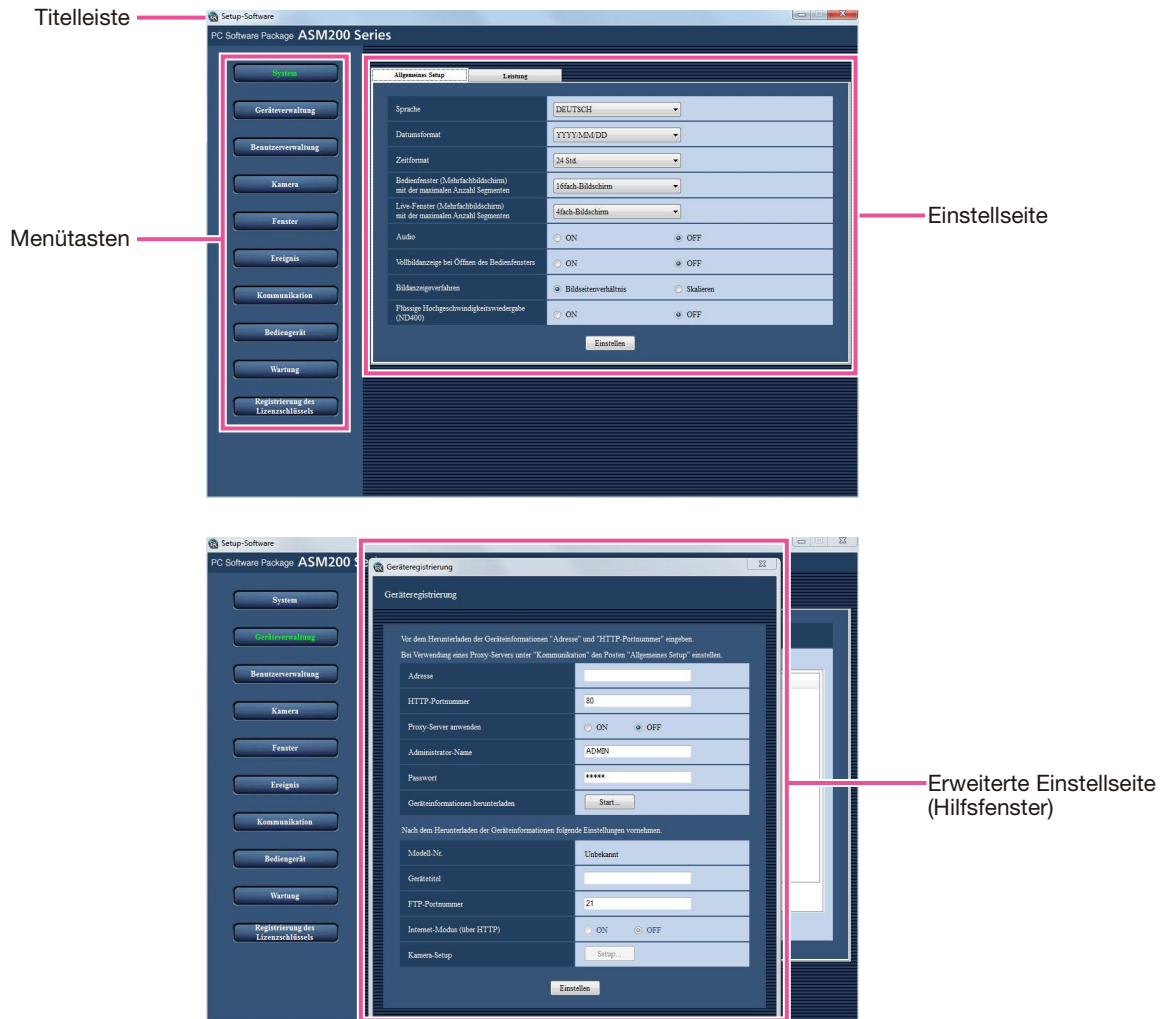 Titelleiste
Setup-Software
PC Software Package ASM200 Series
Menütasten
System
Geräteverwaltung
Benutzerverwaltung
Kamera
Fenster
Ereignis
Kommunikation
Bediengerät
Wartung
Registrierung des
Lizenzschlüssels
Allgemeines Setup
Leistung
Sprache
DEUTSCH
Datumsformat
YYYY/MM/DD
Zeitformat
24 Std.
Bedienfenster (Mehrfachbildschirm)
mit der maximalen Anzahl Segmenten
16fach-Bildschirm
Live-Fenster (Mehrfachbildschirm)
mit der maximalen Anzahl Segmenten
4fach-Bildschirm
Audio
ON OFF
Vollbildanzeige bei Öffnen des Bedienfensters
ON OFF
Bildanzeigeverfahren
Bildseitenverhältnis Skalieren
Flüssige Hochgeschwindigkeitswiedergabe
(ND400)
ON OFF
Einstellen
Einstellseite
Setup-Software
PC Software Package ASM200 Se
System
Geräteverwaltung
Benutzerverwaltung
Kamera
Fenster
Ereignis
Kommunikation
Bediengerät
Wartung
Registrierung des
Lizenzschlüssels
Geräteregistrierung
Geräteregistrierung
Vor dem Herunterladen der Geräteinformationen "Adresse" und "HTTP-Portnummer" eingeben.
Bei Verwendung eines Proxy-Servers unter "Kommunikation" den Posten "Allgemeines Setup" einstellen.
Adresse
HTTP-Portnummer
80
Proxy-Server anwenden
ON OFF
Administrator-Name
ADMIN
Passwort
*****
Geräteinformationen herunterladen
Start...
Nach dem Herunterladen der Geräteinformationen folgende Einstellungen vornehmen.
Modell-Nr.
Unbekannt
Gerätetitel
FTP-Portnummer
21
Internet-Modus (über HTTP)
ON OFF
Kamera-Setup
Setup...
Einstellen
Erweiterte Einstellseite
(Hilfsfenster)